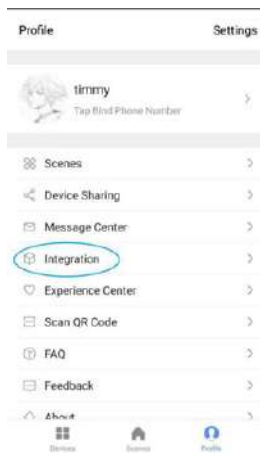 Profile Settings
timmy
Tap Bind Phone Number
Scenes
Device Sharing
Message Center
Integration
Experience Center
Scan QR Code
FAQ
Feedback
About
Devices Scenes Profile